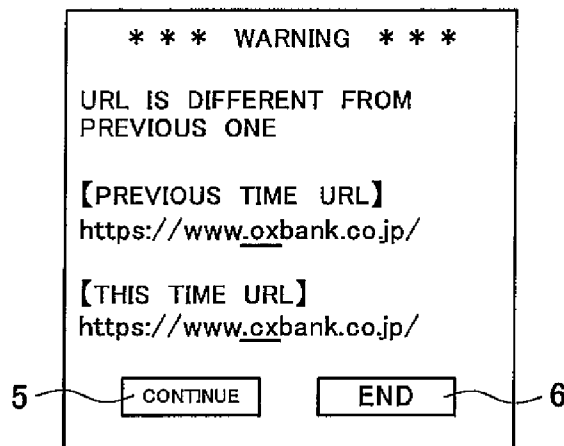 * * * WARNING * * *
URL IS DIFFERENT FROM
PREVIOUS ONE
【PREVIOUS TIME URL】
https://www.oxbank.co.jp/
【THIS TIME URL】
https://www.cxbank.co.jp/
5 CONTINUE END 6